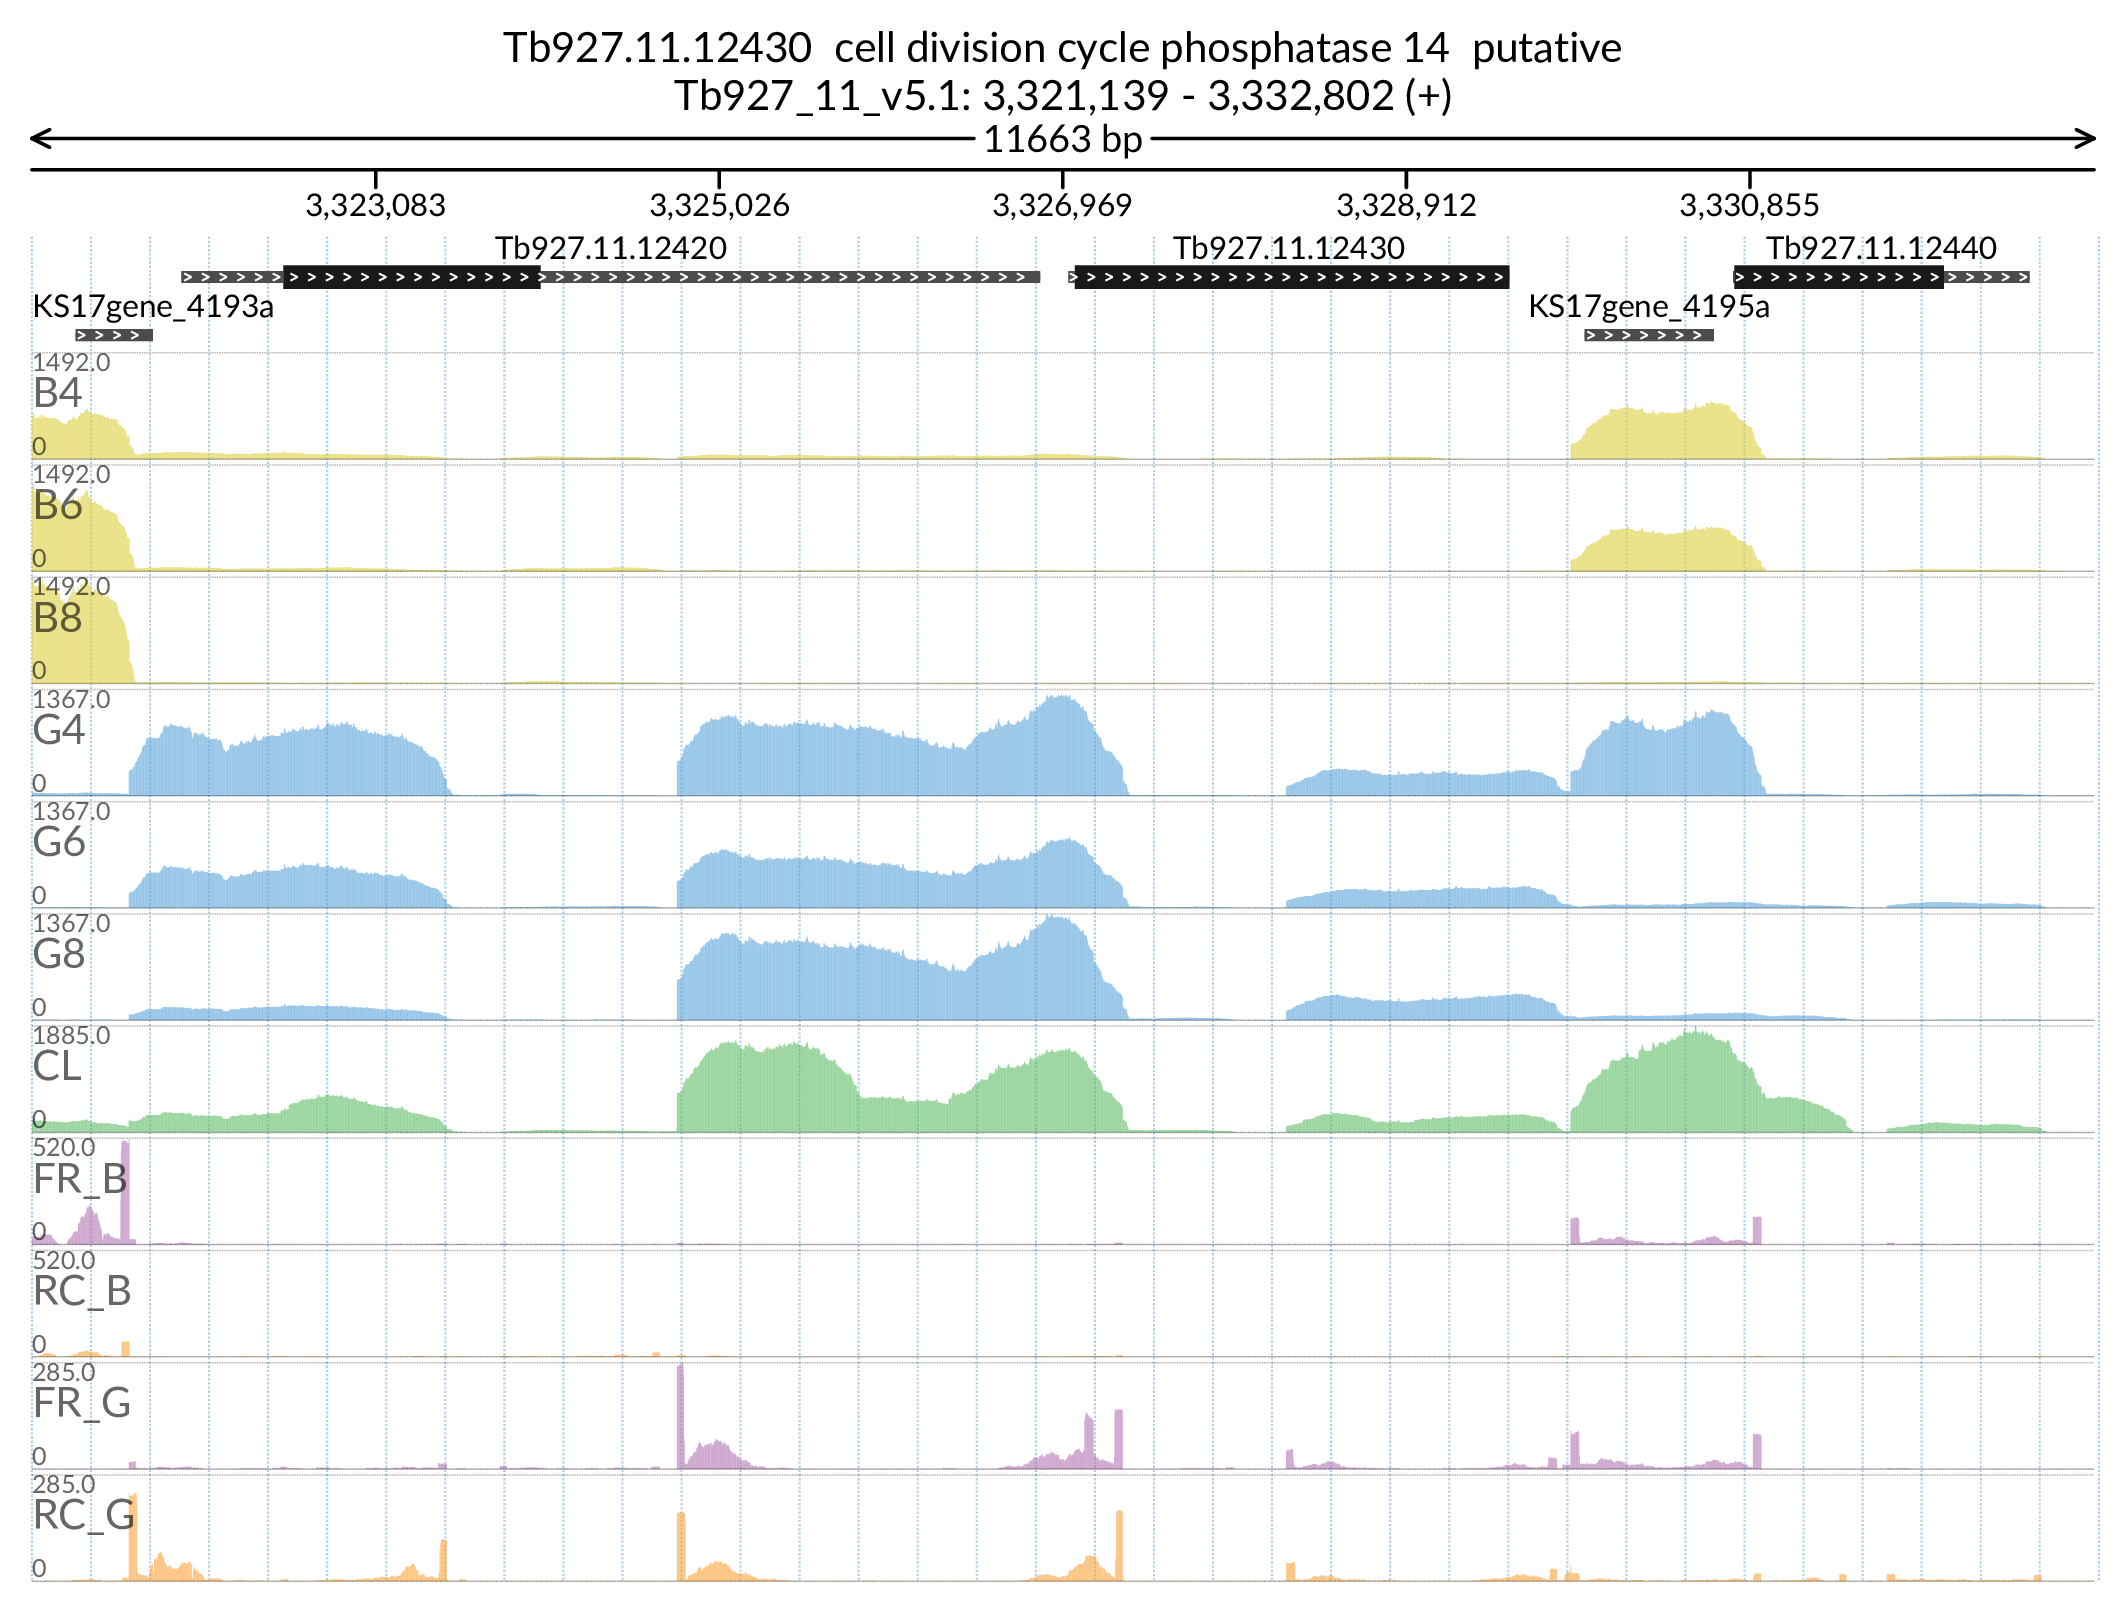 Tb927.11.12430  cell division cycle phosphatase 14  putative
Tb927_11_v5.1: 3,321,139 - 3,332,802 (+)
11663 bp
3,323,083 3,325,026 3,326,969 3,328,912 3,330,855
Tb927.11.12420 Tb927.11.12430 Tb927.11.12440
KS17gene_4193a KS17gene_4195a
1492.0
B4
0
1492.0
B6
0
1492.0
B8
0
1367.0
G4
0
1367.0
G6
0
1367.0
G8
0
1885.0
CL
0
520.0
FR_B
0
520.0
RC_B
0
285.0
FR_G
0
285.0
RC_G
0